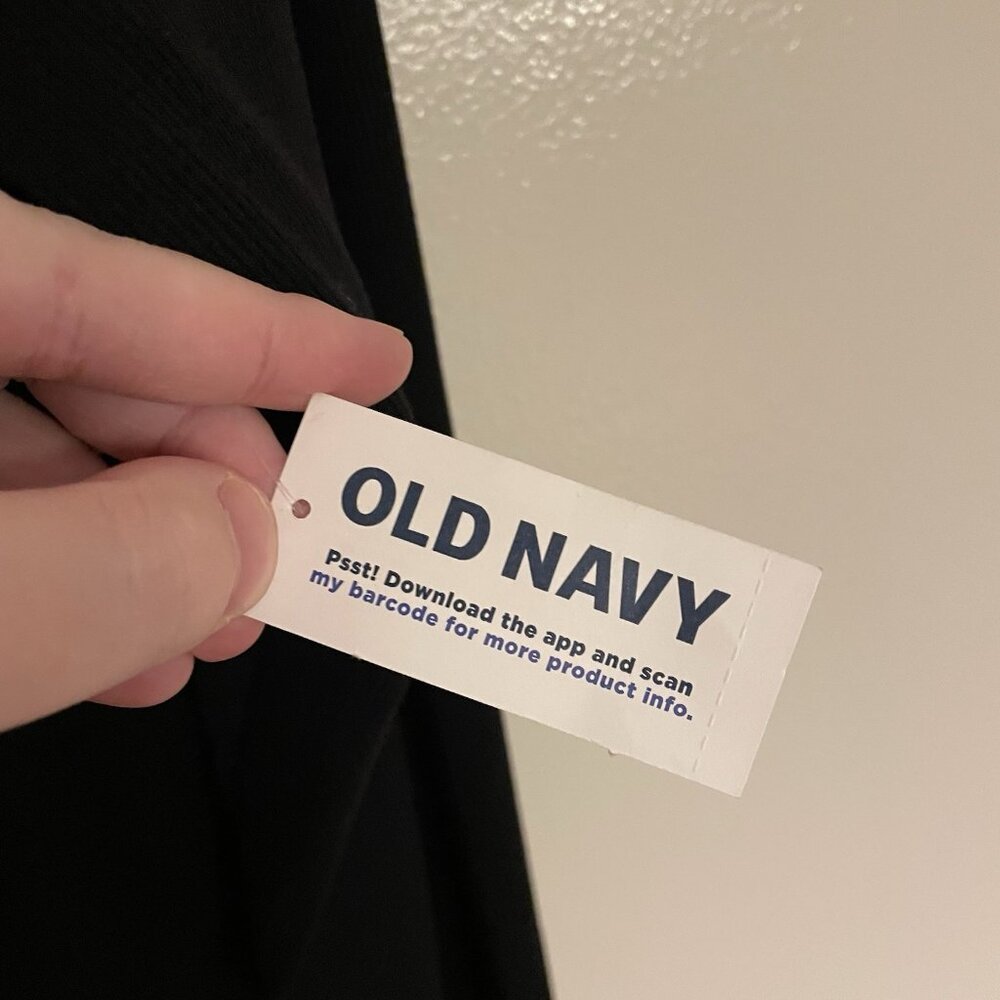 OLD NAVY
Psst! Download the app and scan
my barcode for more product info.